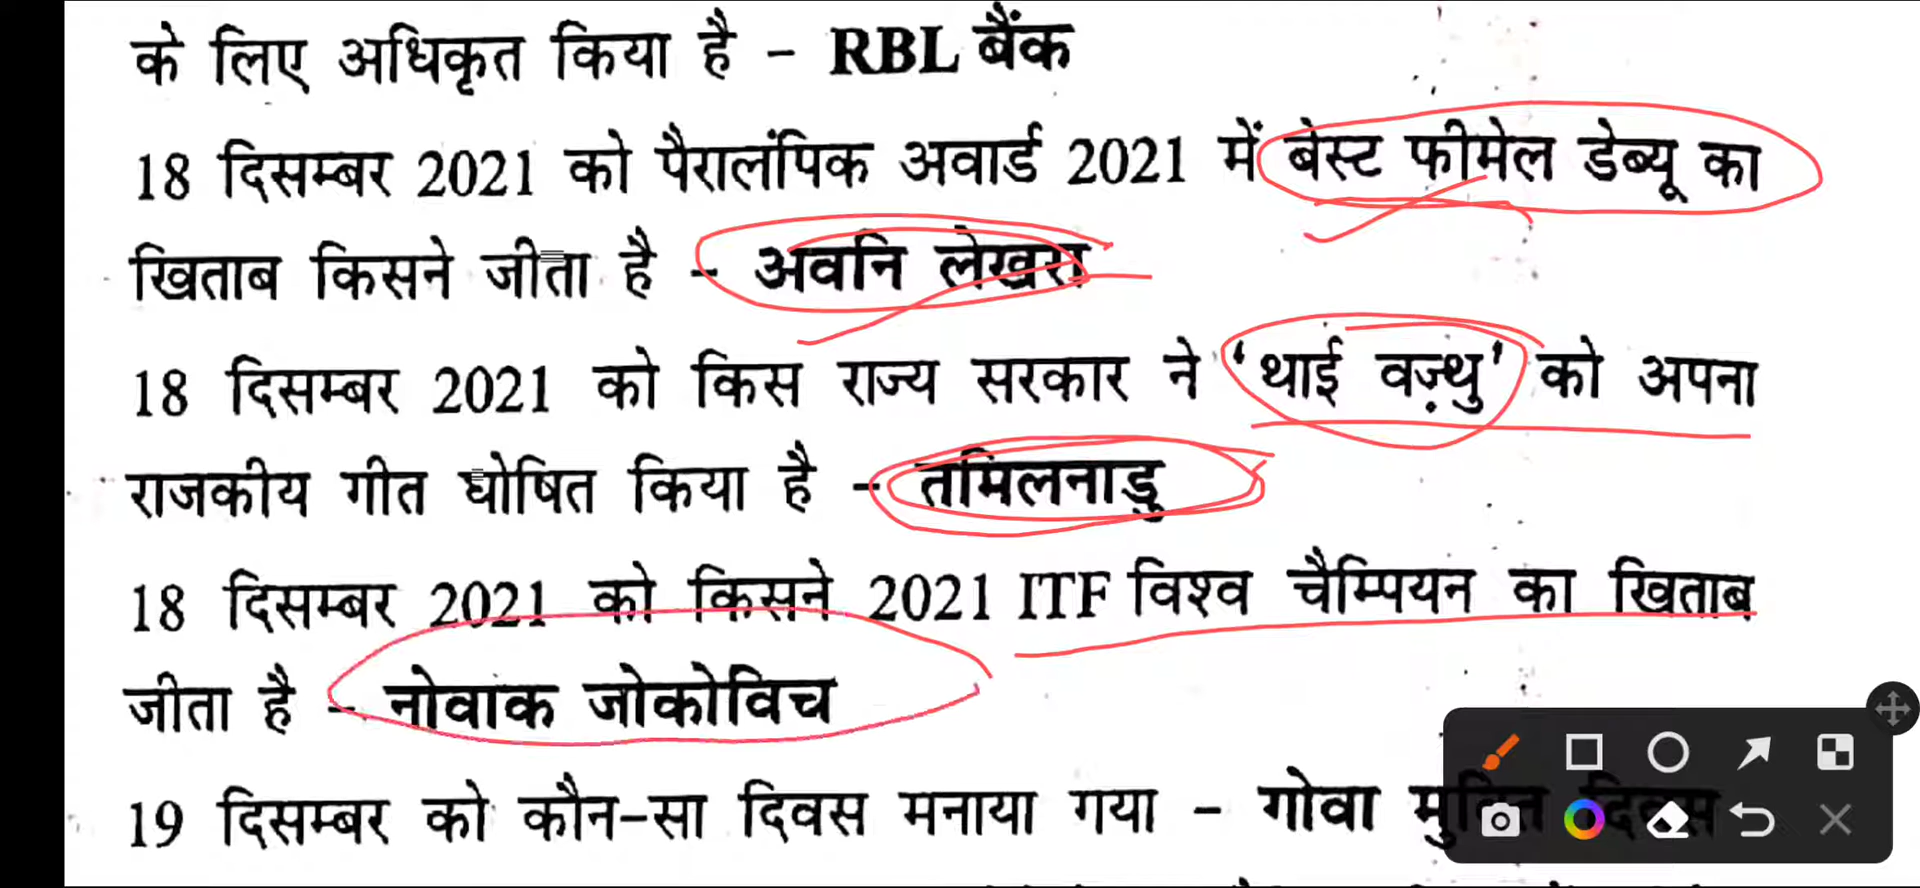 के लिए अधिकृत किया है - RBL बैंक
18 दिसम्बर 2021 को पैरालंपिक अवार्ड 2021 में बेस्ट फीमेल डेब्यू का
खिताब किसने जीता है - अवनि लेखरा
18 दिसम्बर 2021 को किस राज्य सरकार ने 'थाई वज़्थु' को अपना
राजकीय गीत घोषित किया है - तमिलनाडु
18 दिसम्बर 2021 को किसने 2021 ITF विश्व चैम्पियन का खिताब
जीता है - नोवाक जोकोविच
19 दिसम्बर को कौन-सा दिवस मनाया गया - गोवा मुक्ति दिवस